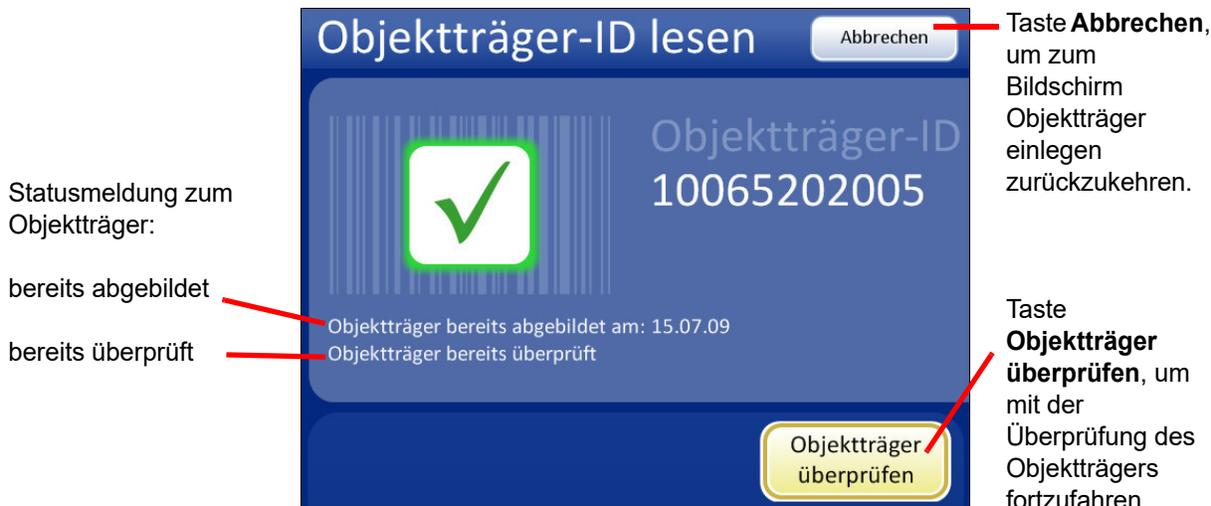 Objektträger-ID lesen
Abbrechen
Objektträger-ID
10065202005
Objektträger bereits abgebildet am: 15.07.09
Objektträger bereits überprüft
Objektträger
überprüfen
Statusmeldung zum
Objektträger:
bereits abgebildet
bereits überprüft
Taste Abbrechen,
um zum
Bildschirm
Objektträger
einlegen
zurückzukehren.
Taste
Objektträger
überprüfen, um
mit der
Überprüfung des
Objektträgers
fortzufahren